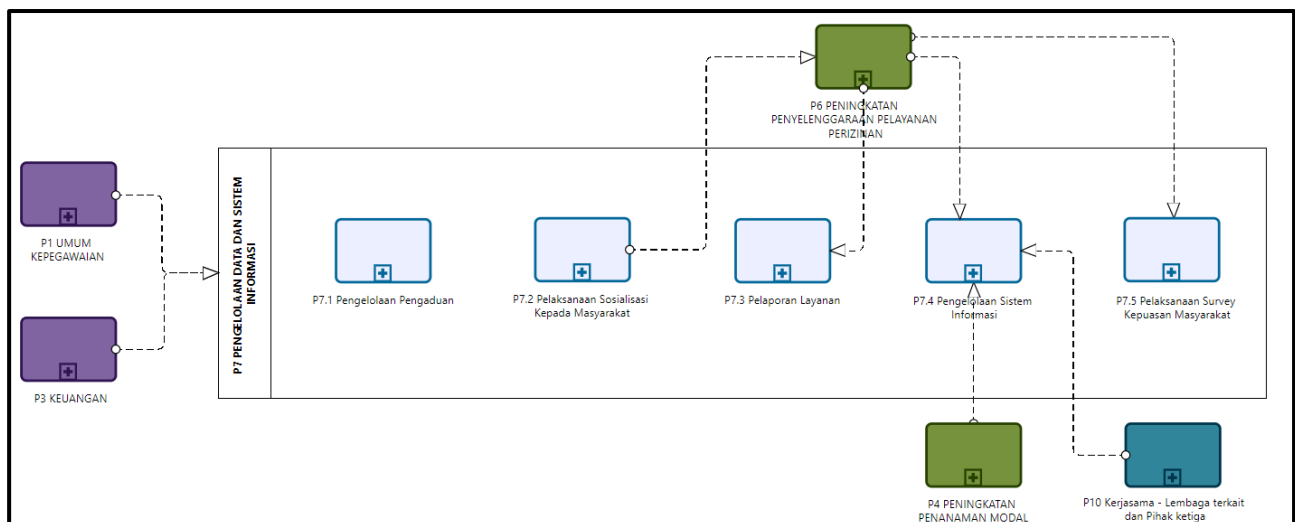 P6 PENINGKATAN
PENYELENGGARAAN PELAYANAN
PERIZINAN
P1 UMUM
KEPEGAWAIAN
P3 KEUANGAN
P7 PENGELOLAAN DATA DAN SISTEM
INFORMASI
P7.1 Pengelolaan Pengaduan
P7.2 Pelaksanaan Sosialisasi
Kepada Masyarakat
P7.3 Pelaporan Layanan
P7.4 Pengelolaan Sistem
Informasi
P7.5 Pelaksanaan Survey
Kepuasan Masyarakat
P4 PENINGKATAN
PENANAMAN MODAL
P10 Kerjasama - Lembaga terkait
dan Pihak ketiga